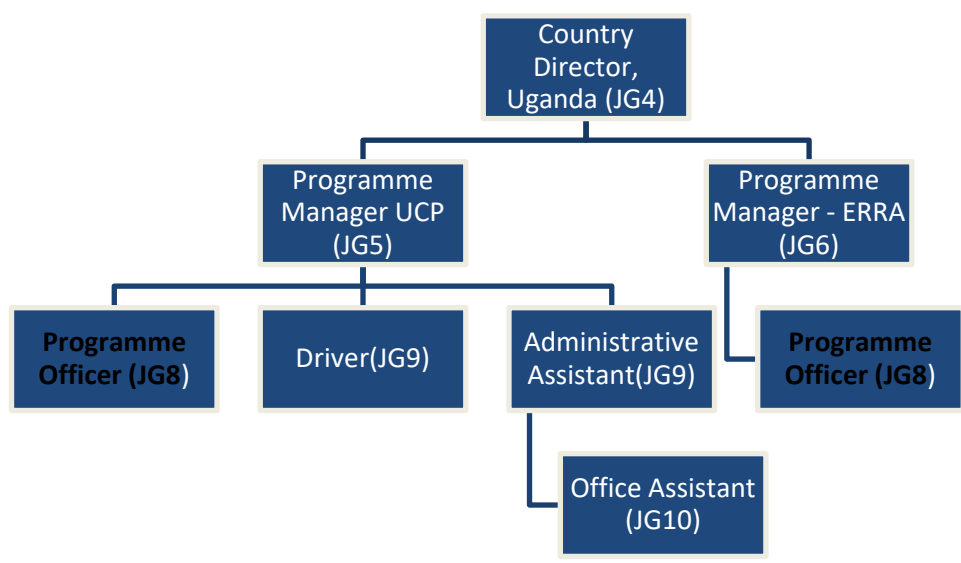 Country
Director,
Uganda (JG4)
Programme
Manager UCP
(JG5)
Programme
Manager - ERRA
(JG6)
Programme
Officer (JG8)
Driver(JG9)
Administrative
Assistant(JG9)
Programme
Officer (JG8)
Office Assistant
(JG10)